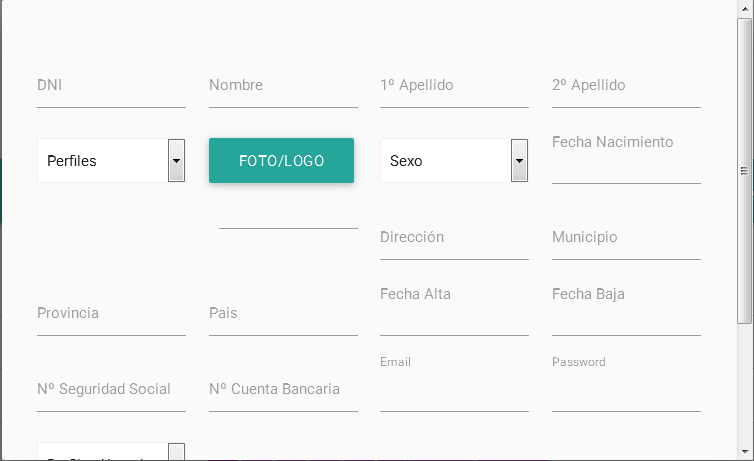 DNI
Nombre
1º Apellido
2º Apellido
Perfiles
FOTO/LOGO
Sexo
Fecha Nacimiento
Dirección
Municipio
Provincia
Pais
Fecha Alta
Fecha Baja
Nº Seguridad Social
Nº Cuenta Bancaria
Email
Password